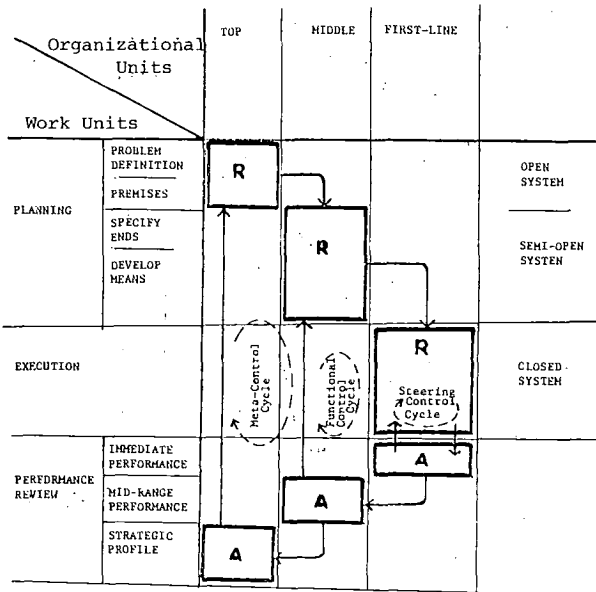 Organizational
Units
TOP
MIDDLE
FIRST-LINE
Work Units
PLANNING
PROBLEM
DEFINITION
PREMISES
SPECIFY
ENDS
DEVELOP
MEANS
R
R
OPEN
SYSTEM
SEMI-OPEN
SYSTEN
EXECUTION
Meta-Control
Cycle
Functional
Control
Cycle
R
Steering
Control
Cycle
CLOSED
SYSTEM
PERFORMANCE
REVIEW
IMMEDIATE
PERFORMANCE
MID-RANGE
PERFORMANCE
STRATEGIC
PROFILE
A
A
A